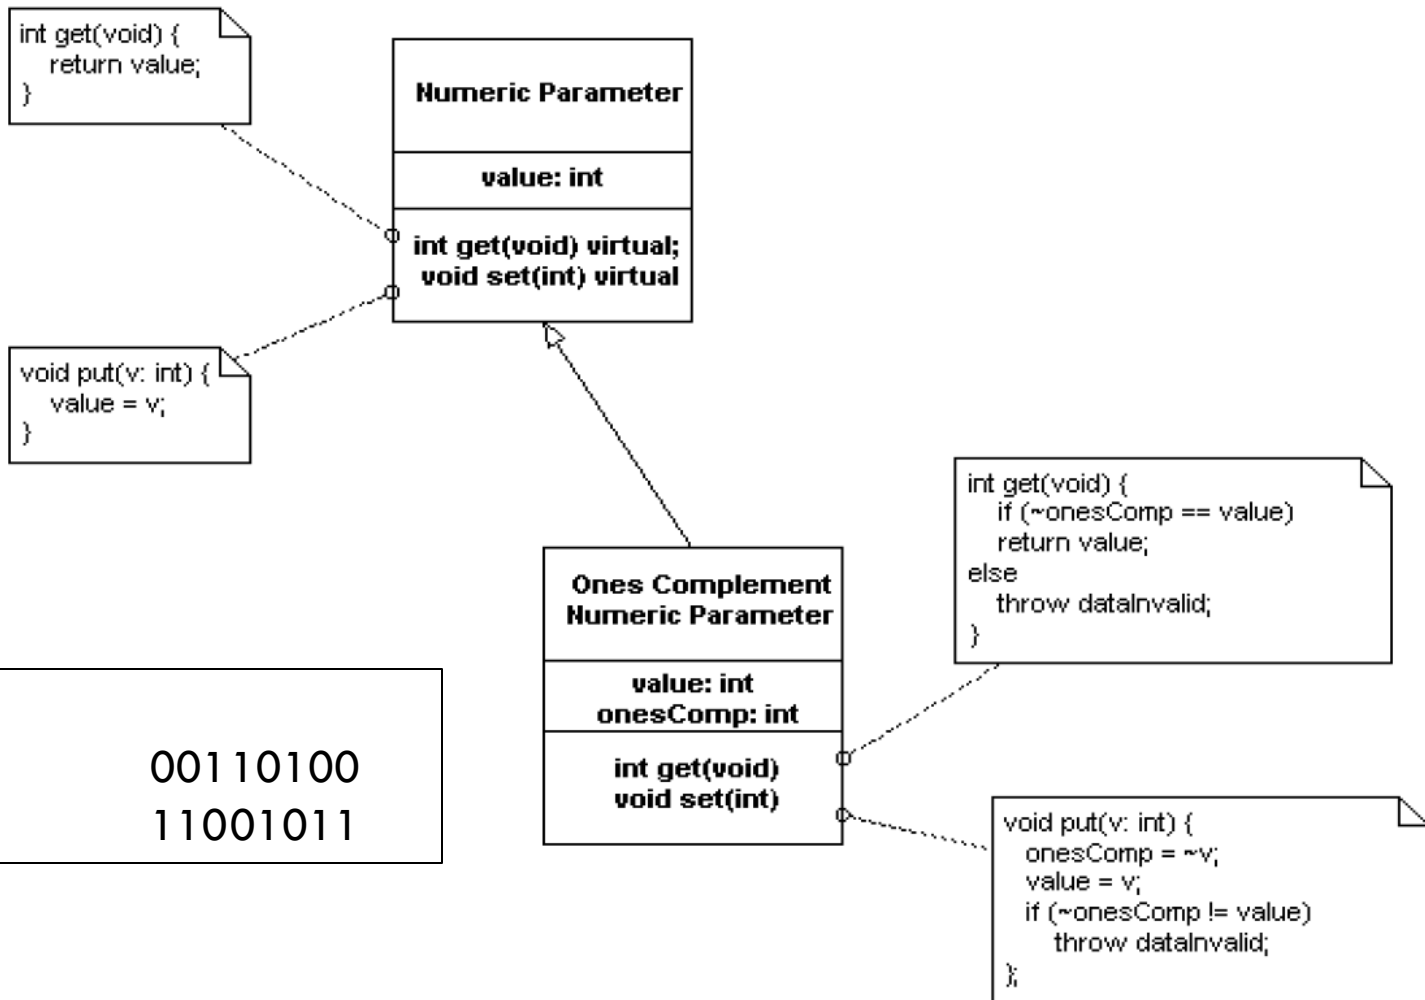 int get(void) {
return value;
}
Numeric Parameter
value: int
int get(void) virtual;
void set(int) virtual
void put(v: int) {
value = v;
}
int get(void) {
if (~onesComp == value)
return value;
else
throw dataInvalid;
}
Ones Complement
Numeric Parameter
value: int
onesComp: int
int get(void)
void set(int)
00110100
11001011
void put(v: int) {
onesComp = ~v;
value = v;
if (~onesComp != value)
throw dataInvalid;
};